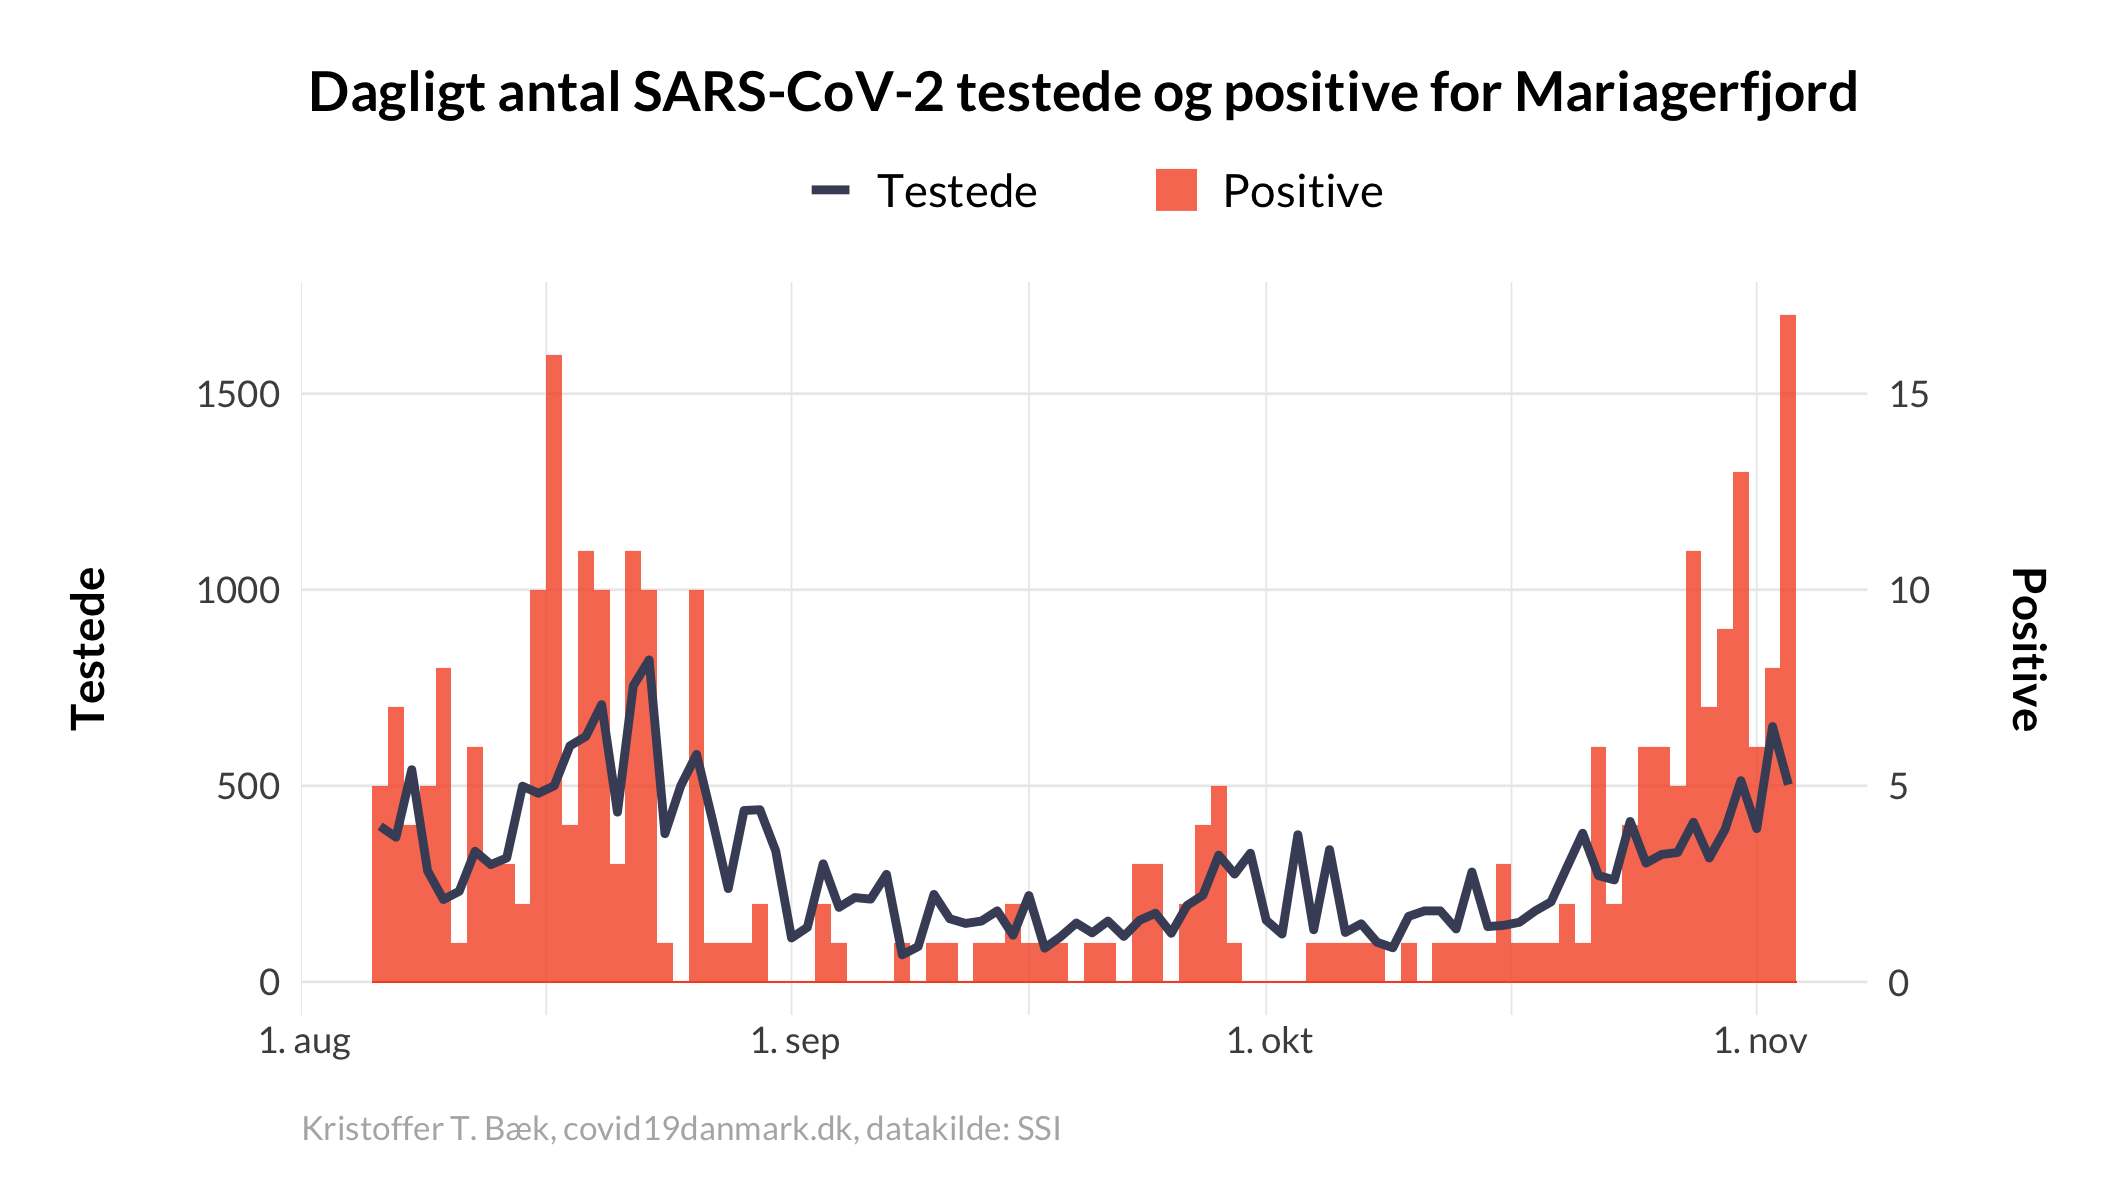 Dagligt antal SARS-CoV-2 testede og positive for Mariagerfjord
Testede
Positive
1500
1000
500
0
15
10
5
0
Testede
Positive
1. aug
1. sep
1. okt
1. nov
Kristoffer T. Bæk, covid19danmark.dk, datakilde: SSI